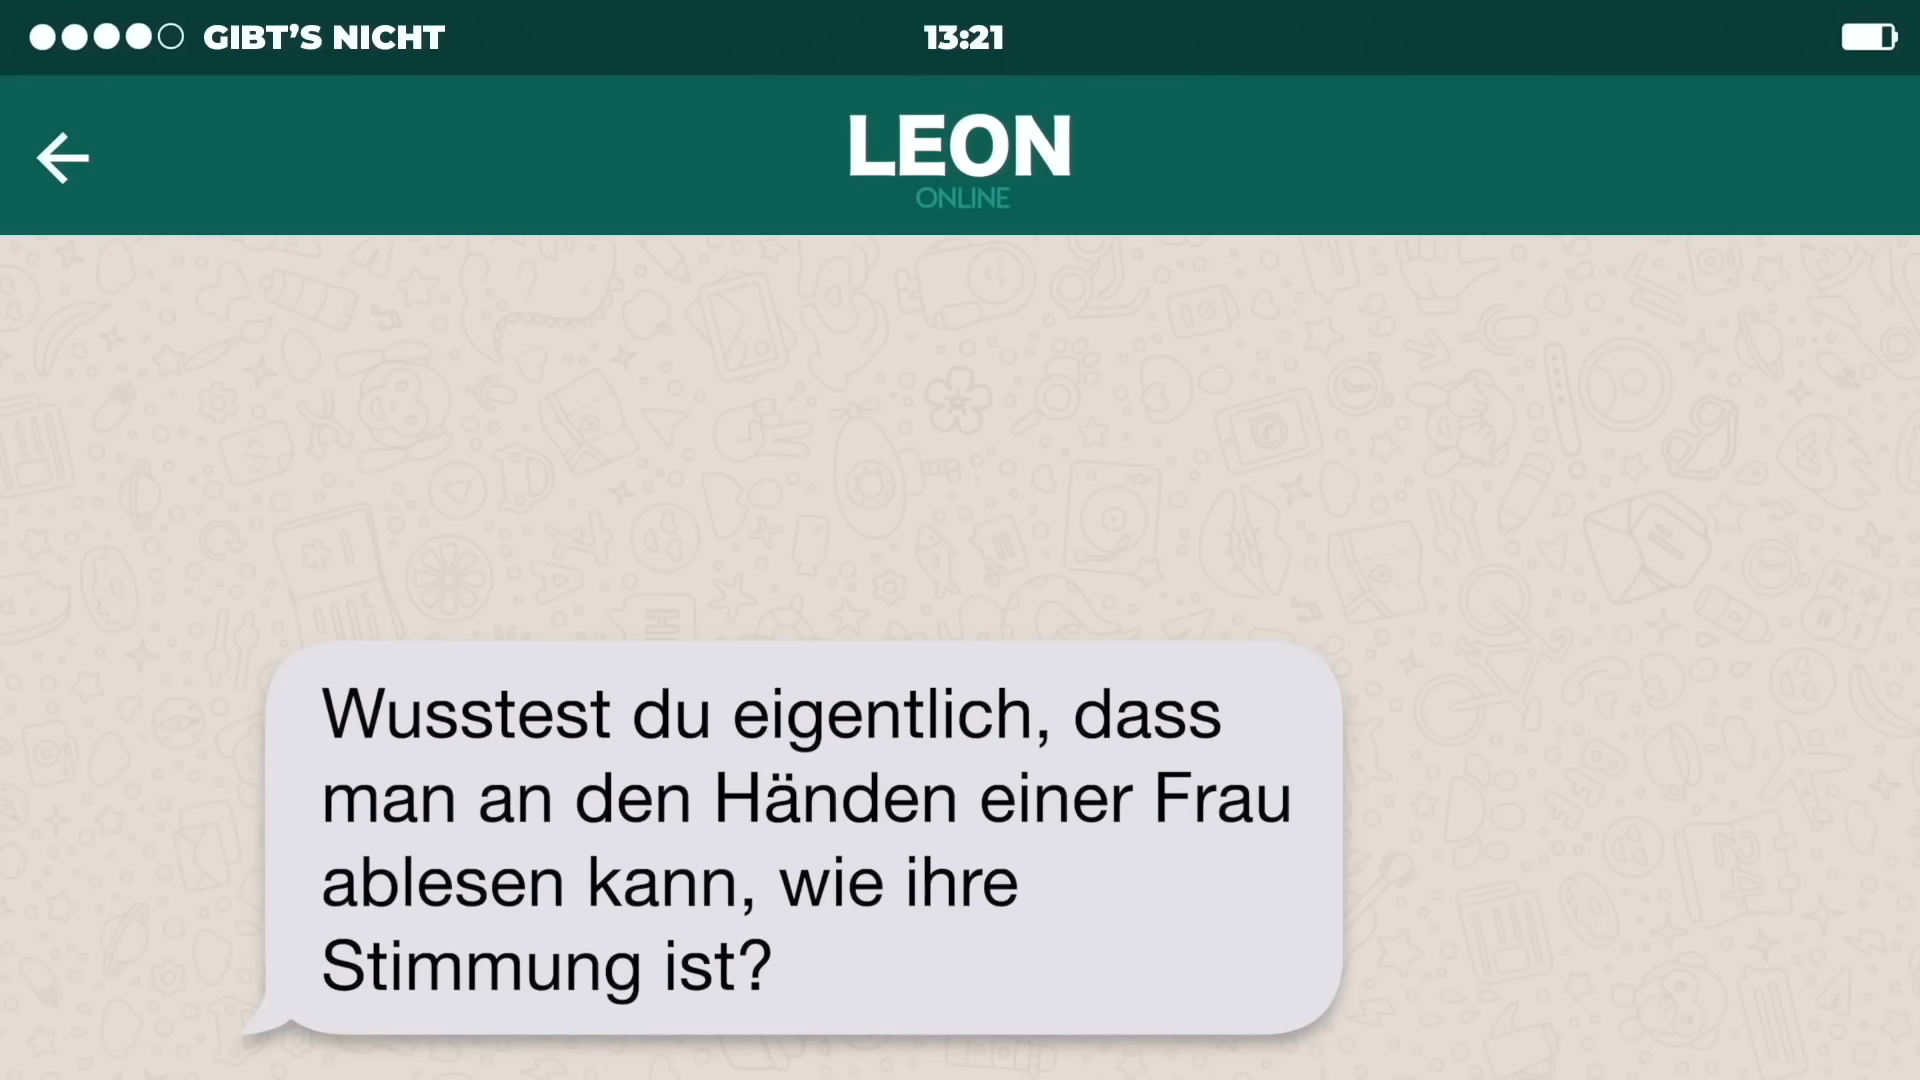 GIBT’S NICHT
13:21
LEON
ONLINE
Wusstest du eigentlich, dass
man an den Händen einer Frau
ablesen kann, wie ihre
Stimmung ist?